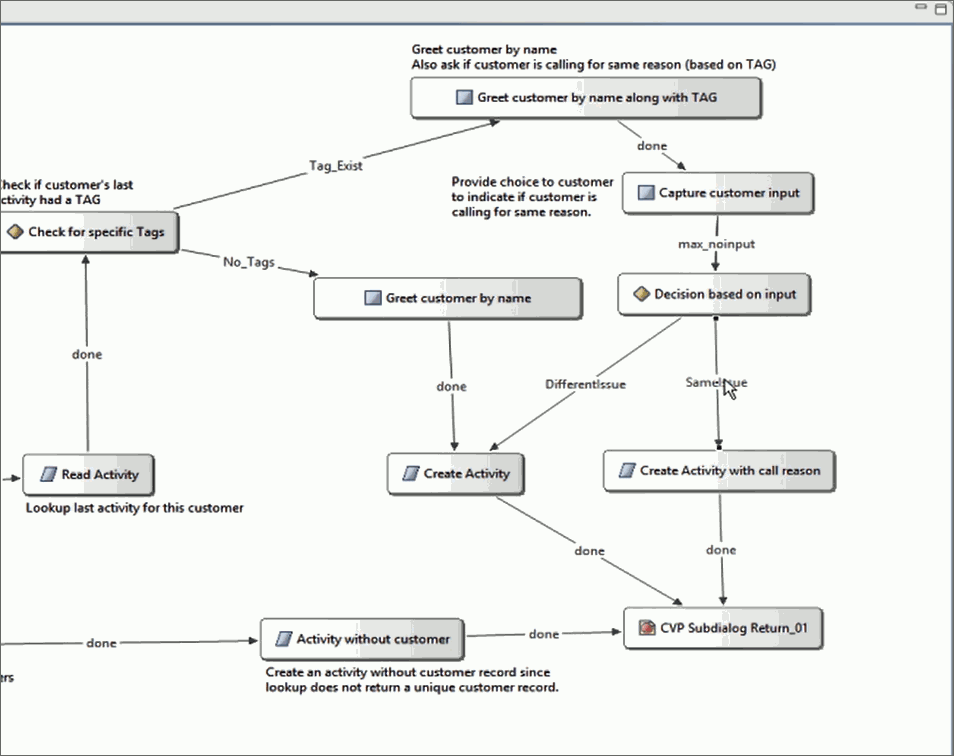 Greet customer by name
Also ask if customer is calling for same reason (based on TAG)
Greet customer by name along with TAG
done
Tag_Exist
heck if customer's last
ctivity had a TAG
Provide choice to customer
to indicate if customer is
calling for same reason.
Capture customer input
Check for specific Tags
max_noinput
No_Tags
Greet customer by name
Decision based on input
done
done
DifferentIssue
SameIssue
Read Activity
Create Activity
Create Activity with call reason
Lookup last activity for this customer
done
done
done
Activity without customer
done
CVP Subdialog Return_01
ers
Create an activity without customer record since
lookup does not return a unique customer record.